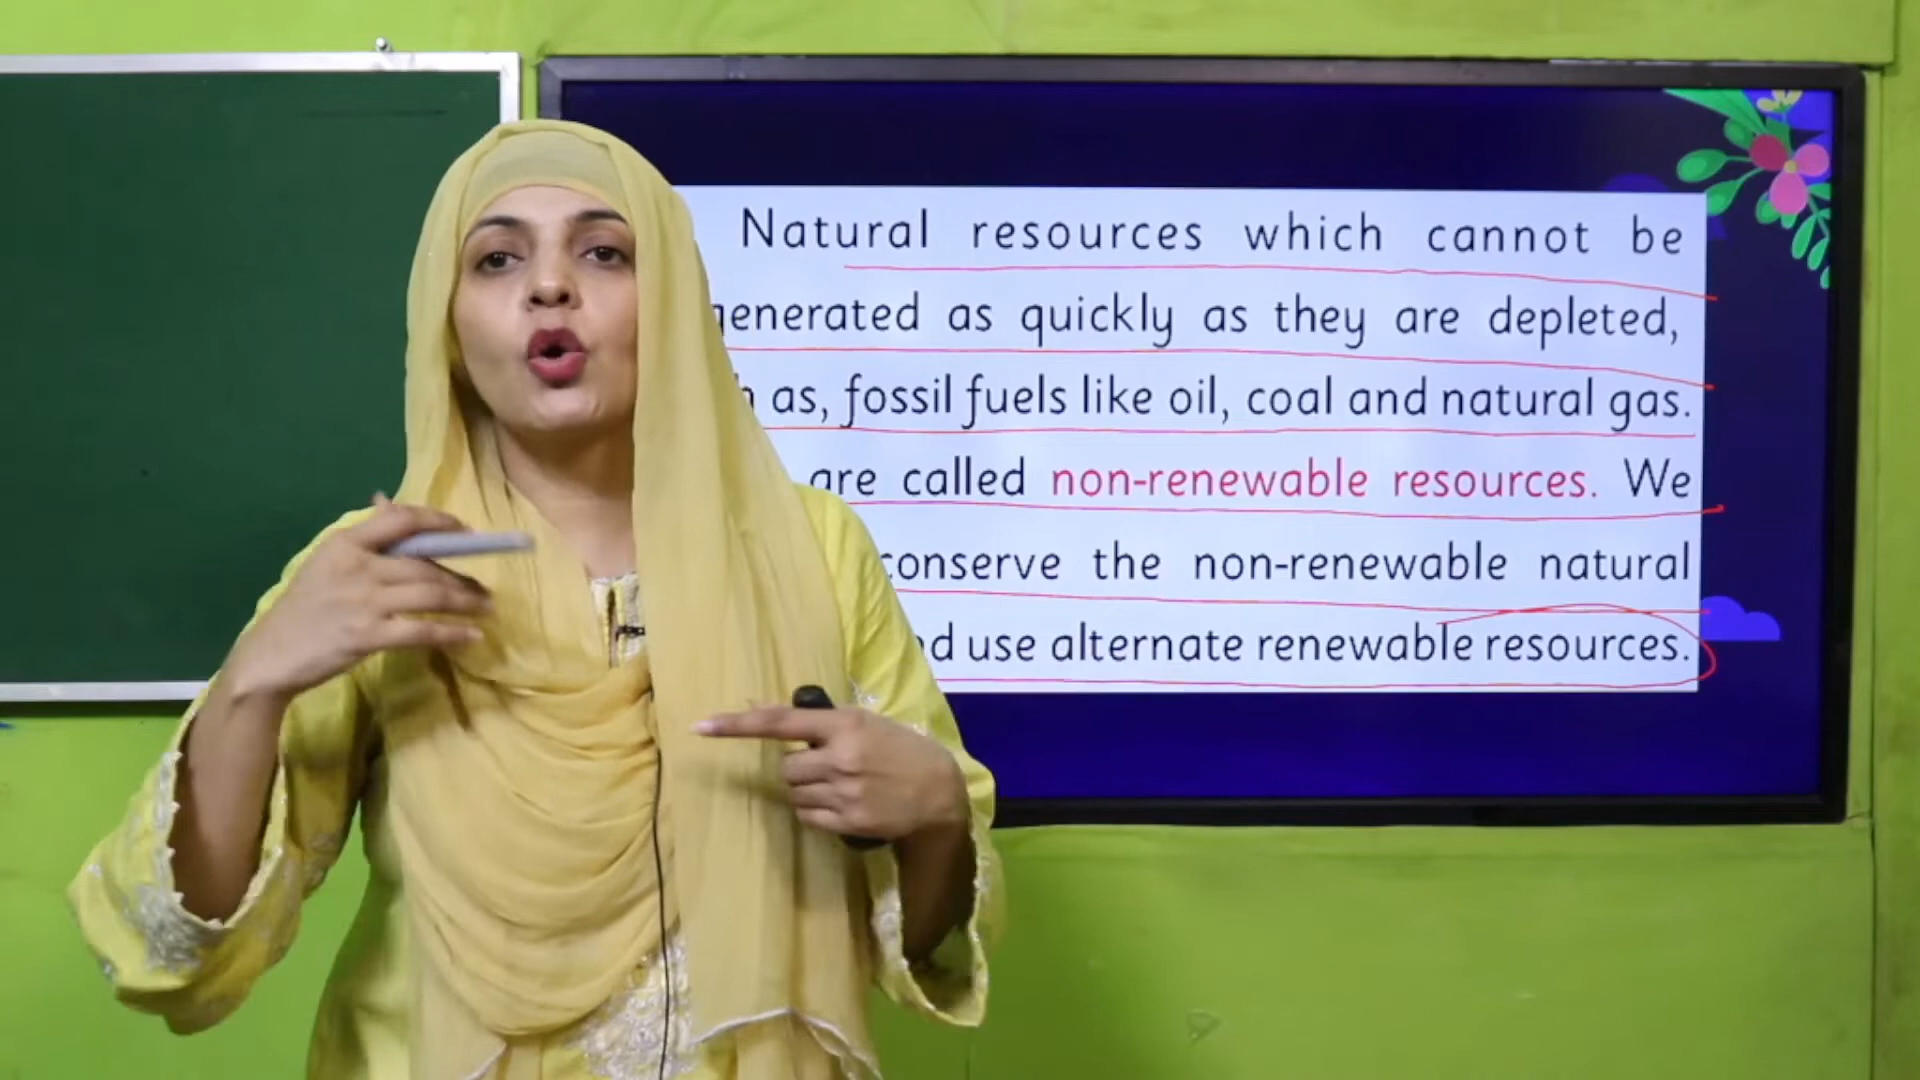 Natural resources which cannot be
generated as quickly as they are depleted,
as, fossil fuels like oil, coal and natural gas.
are called non-renewable resources. We
conserve the non-renewable natural
use alternate renewable resources.